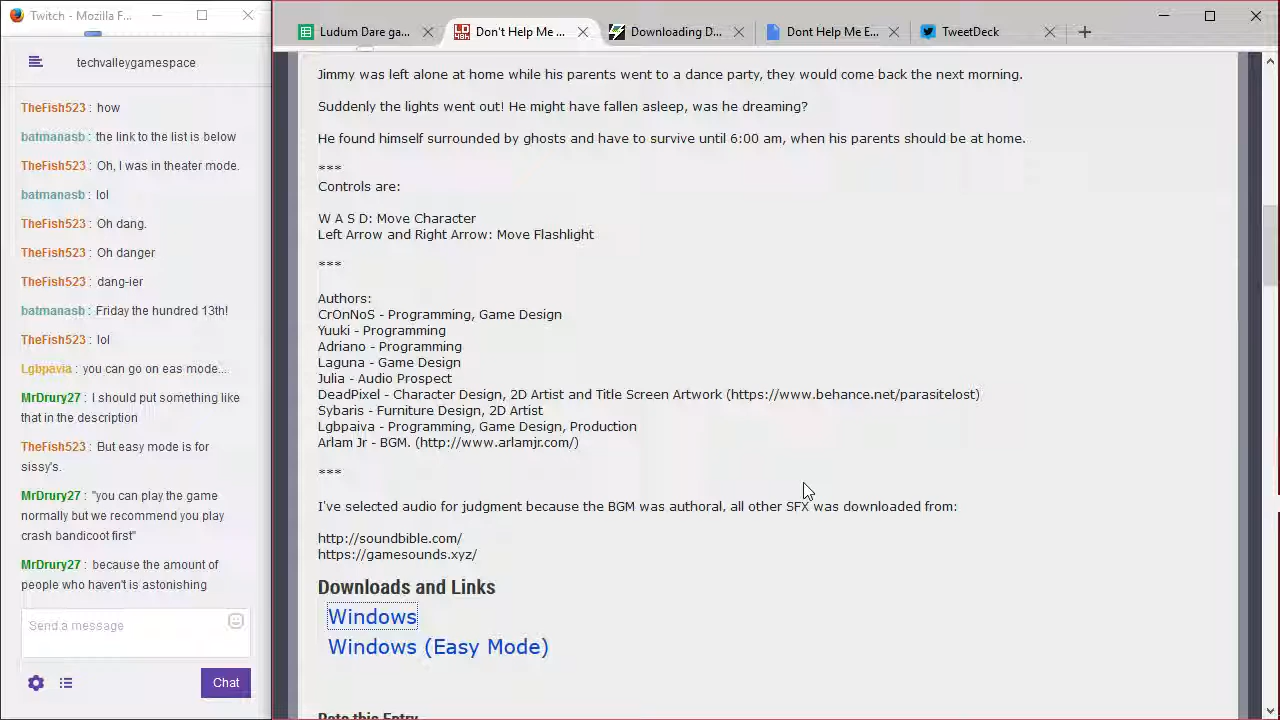 Twitch - Mozilla F...
techvalleygamespace
TheFish523 : how
batmanasb : the link to the list is below
TheFish523 : Oh, I was in theater mode.
batmanasb : lol
TheFish523 : Oh dang.
TheFish523 : Oh danger
TheFish523 : dang-ier
batmanasb : Friday the hundred 13th!
TheFish523 : lol
Lgbpavia : you can go on eas mode...
MrDrury27 : I should put something like
that in the description
TheFish523 : But easy mode is for
sissy's.
MrDrury27 : "you can play the game
normally but we recommend you play
crash bandicoot first"
MrDrury27 : because the amount of
people who haven't is astonishing
Send a message
Chat
Ludum Dare ga...
Don't Help Me ...
Downloading D...
Dont Help Me E...
TweetDeck
Jimmy was left alone at home while his parents went to a dance party, they would come back the next morning.
Suddenly the lights went out! He might have fallen asleep, was he dreaming?
He found himself surrounded by ghosts and have to survive until 6:00 am, when his parents should be at home.
***
Controls are:
W A S D: Move Character
Left Arrow and Right Arrow: Move Flashlight
***
Authors:
CrOnNoS - Programming, Game Design
Yuuki - Programming
Adriano - Programming
Laguna - Game Design
Julia - Audio Prospect
DeadPixel - Character Design, 2D Artist and Title Screen Artwork (https://www.behance.net/parasitelost)
Sybaris - Furniture Design, 2D Artist
Lgbpaiva - Programming, Game Design, Production
Arlam Jr - BGM. (http://www.arlamjr.com/)
***
I've selected audio for judgment because the BGM was authoral, all other SFX was downloaded from:
http://soundbible.com/
https://gamesounds.xyz/
Downloads and Links
Windows
Windows (Easy Mode)
Rate this Entry